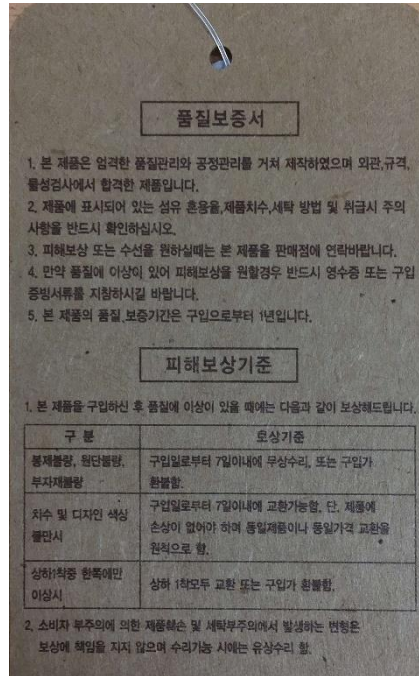 품질보증서
1. 본 제품은 엄격한 품질관리와 공정관리를 거쳐 제작하였으며 외관,규격,
물성검사에서 합격한 제품입니다.
2. 제품에 표시되어 있는 섬유 혼용율,제품치수,세탁 방법 및 취급시 주의
사항을 반드시 확인하십시오.
3. 피해보상 또는 수선을 원하실때는 본 제품을 판매점에 연락바랍니다.
4. 만약 품질에 이상이 있어 피해보상을 원할경우 반드시 영수증 또는 구입
증빙서류를 지참하시길 바랍니다.
5. 본 제품의 품질.보증기간은 구입으로부터 1년입니다.
피해보상기준
1. 본 제품을 구입하신 후 품질에 이상이 있을 때에는 다음과 같이 보상해드립니다.
구 분 보상기준
봉제불량, 원단불량, 구입일로부터 7일이내에 무상수리, 또는 구입가
부자재불량 환불함.
치수 및 디자인 색상 구입일로부터 7일이내에 교환가능함. 단, 제품에
불만시 손상이 없어야 하며 동일제품이나 동일가격 교환을
원칙으로 함.
상하1착중 한쪽에만 상하 1착모두 교환 또는 구입가 환불함.
이상시
2. 소비자 부주의에 의한 제품훼손 및 세탁부주의에서 발생하는 변형은
보상에 책임을 지지 않으며 수리가능 시에는 유상수리 함.